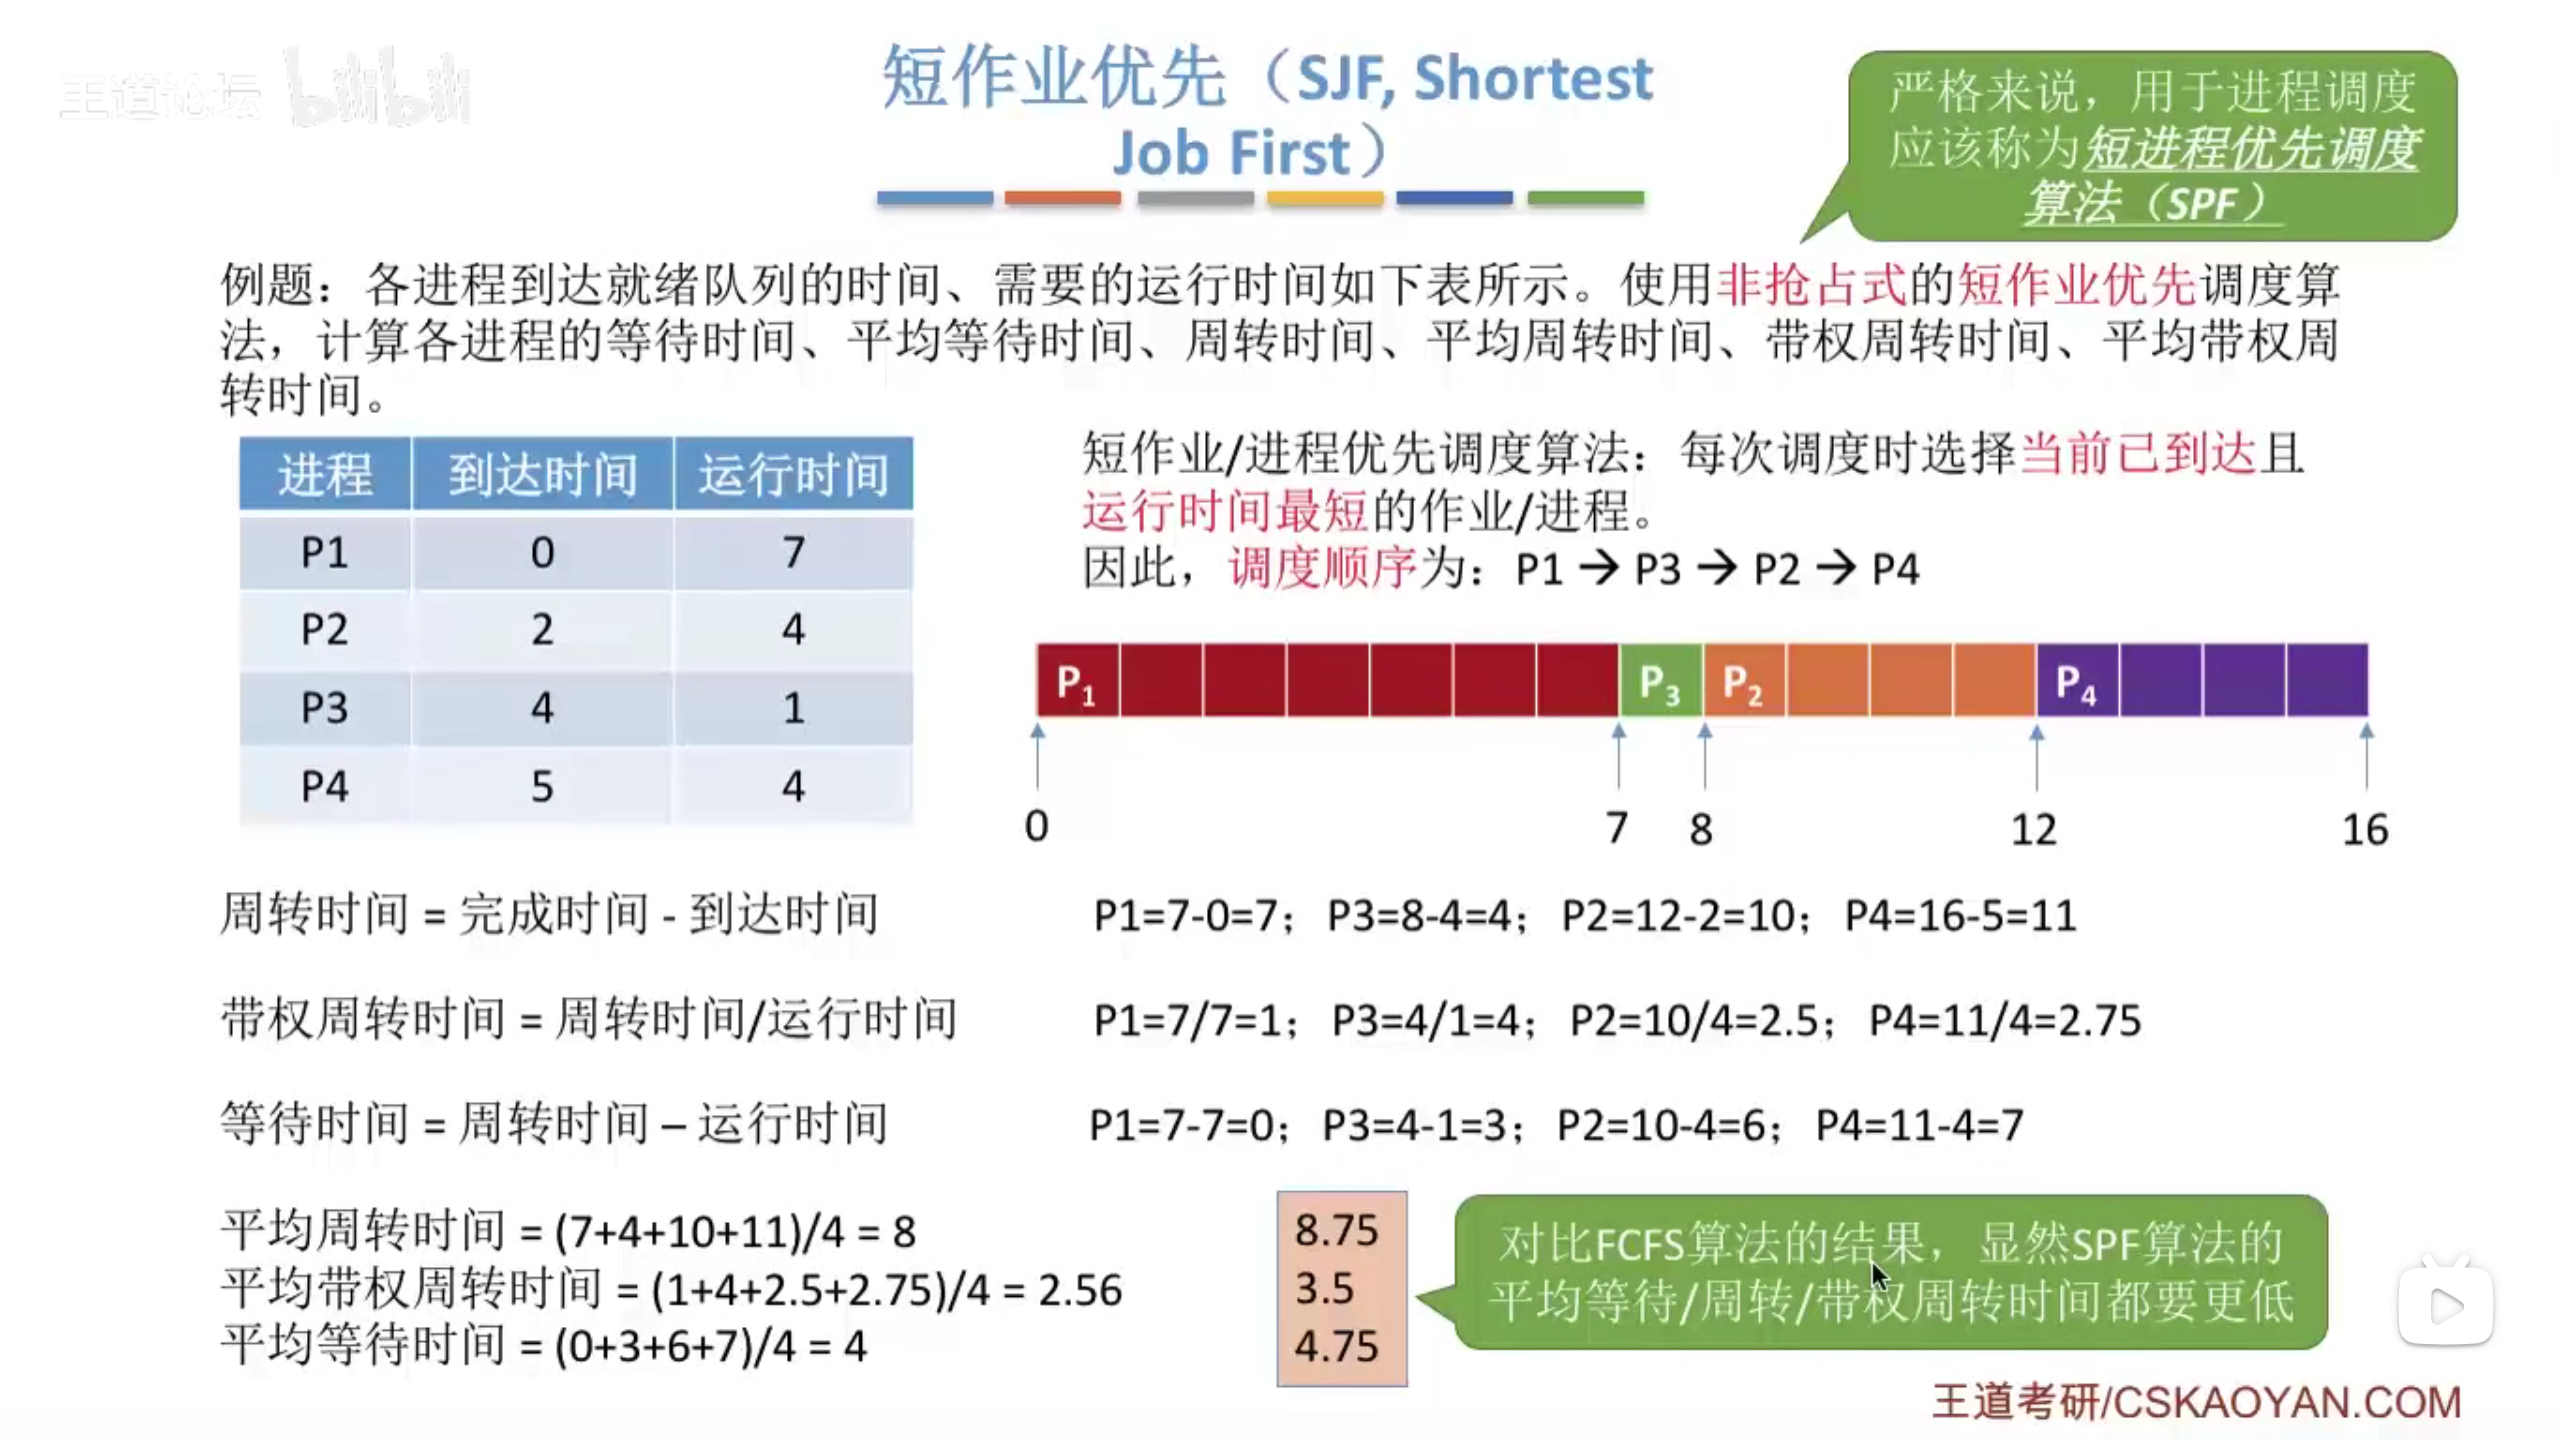 王道论坛 bilibili
短作业优先（SJF, Shortest
Job First）
严格来说，用于进程调度
应该称为短进程优先调度
算法（SPF）
例题：各进程到达就绪队列的时间、需要的运行时间如下表所示。使用非抢占式的短作业优先调度算
法，计算各进程的等待时间、平均等待时间、周转时间、平均周转时间、带权周转时间、平均带权周
转时间。
进程 到达时间 运行时间
P1 0 7
P2 2 4
P3 4 1
P4 5 4
短作业/进程优先调度算法：每次调度时选择当前已到达且
运行时间最短的作业/进程。
因此，调度顺序为：P1 → P3 → P2 → P4
P1 P3 P2 P4
0 7 8 12 16
周转时间 = 完成时间 - 到达时间
P1=7-0=7；P3=8-4=4；P2=12-2=10；P4=16-5=11
带权周转时间 = 周转时间/运行时间
P1=7/7=1；P3=4/1=4；P2=10/4=2.5；P4=11/4=2.75
等待时间 = 周转时间 – 运行时间
P1=7-7=0；P3=4-1=3；P2=10-4=6；P4=11-4=7
平均周转时间 = (7+4+10+11)/4 = 8
平均带权周转时间 = (1+4+2.5+2.75)/4 = 2.56
平均等待时间 = (0+3+6+7)/4 = 4
8.75
3.5
4.75
对比FCFS算法的结果，显然SPF算法的
平均等待/周转/带权周转时间都要更低
王道考研/CSKAOYAN.COM